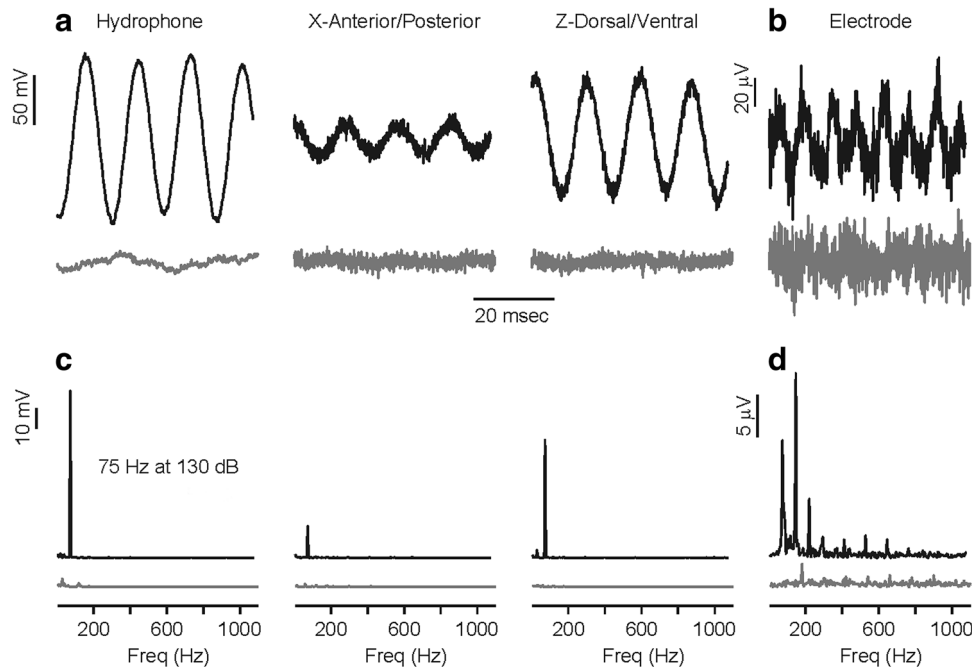 a Hydrophone X-Anterior/Posterior Z-Dorsal/Ventral b Electrode
50 mV
20 µV
20 msec
c d
10 mV
5 µV
75 Hz at 130 dB
200 600 1000 200 600 1000 200 600 1000 200 600 1000
Freq (Hz) Freq (Hz) Freq (Hz) Freq (Hz)